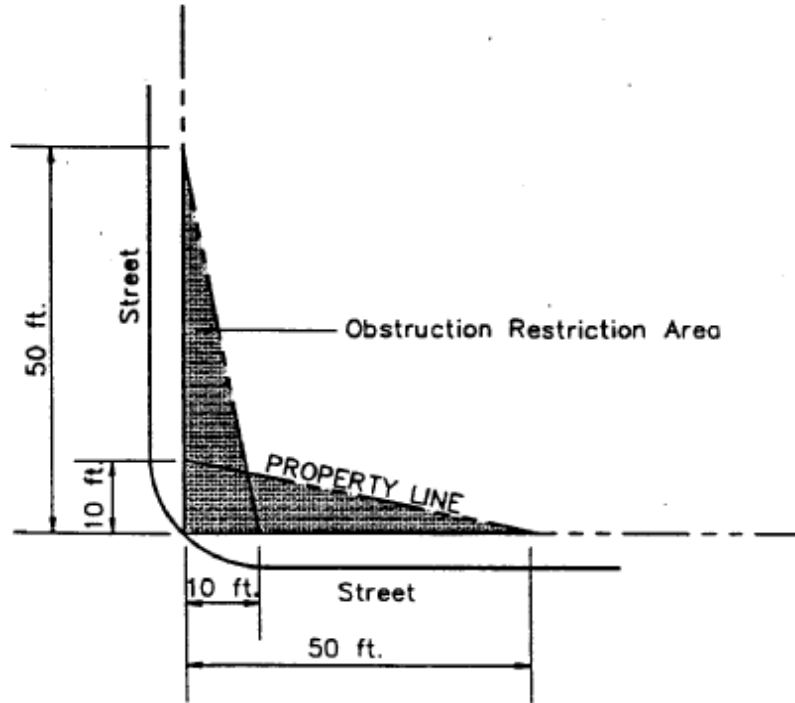 Street
50 ft.
Obstruction Restriction Area
10 ft.
PROPERTY LINE
10 ft.
Street
50 ft.